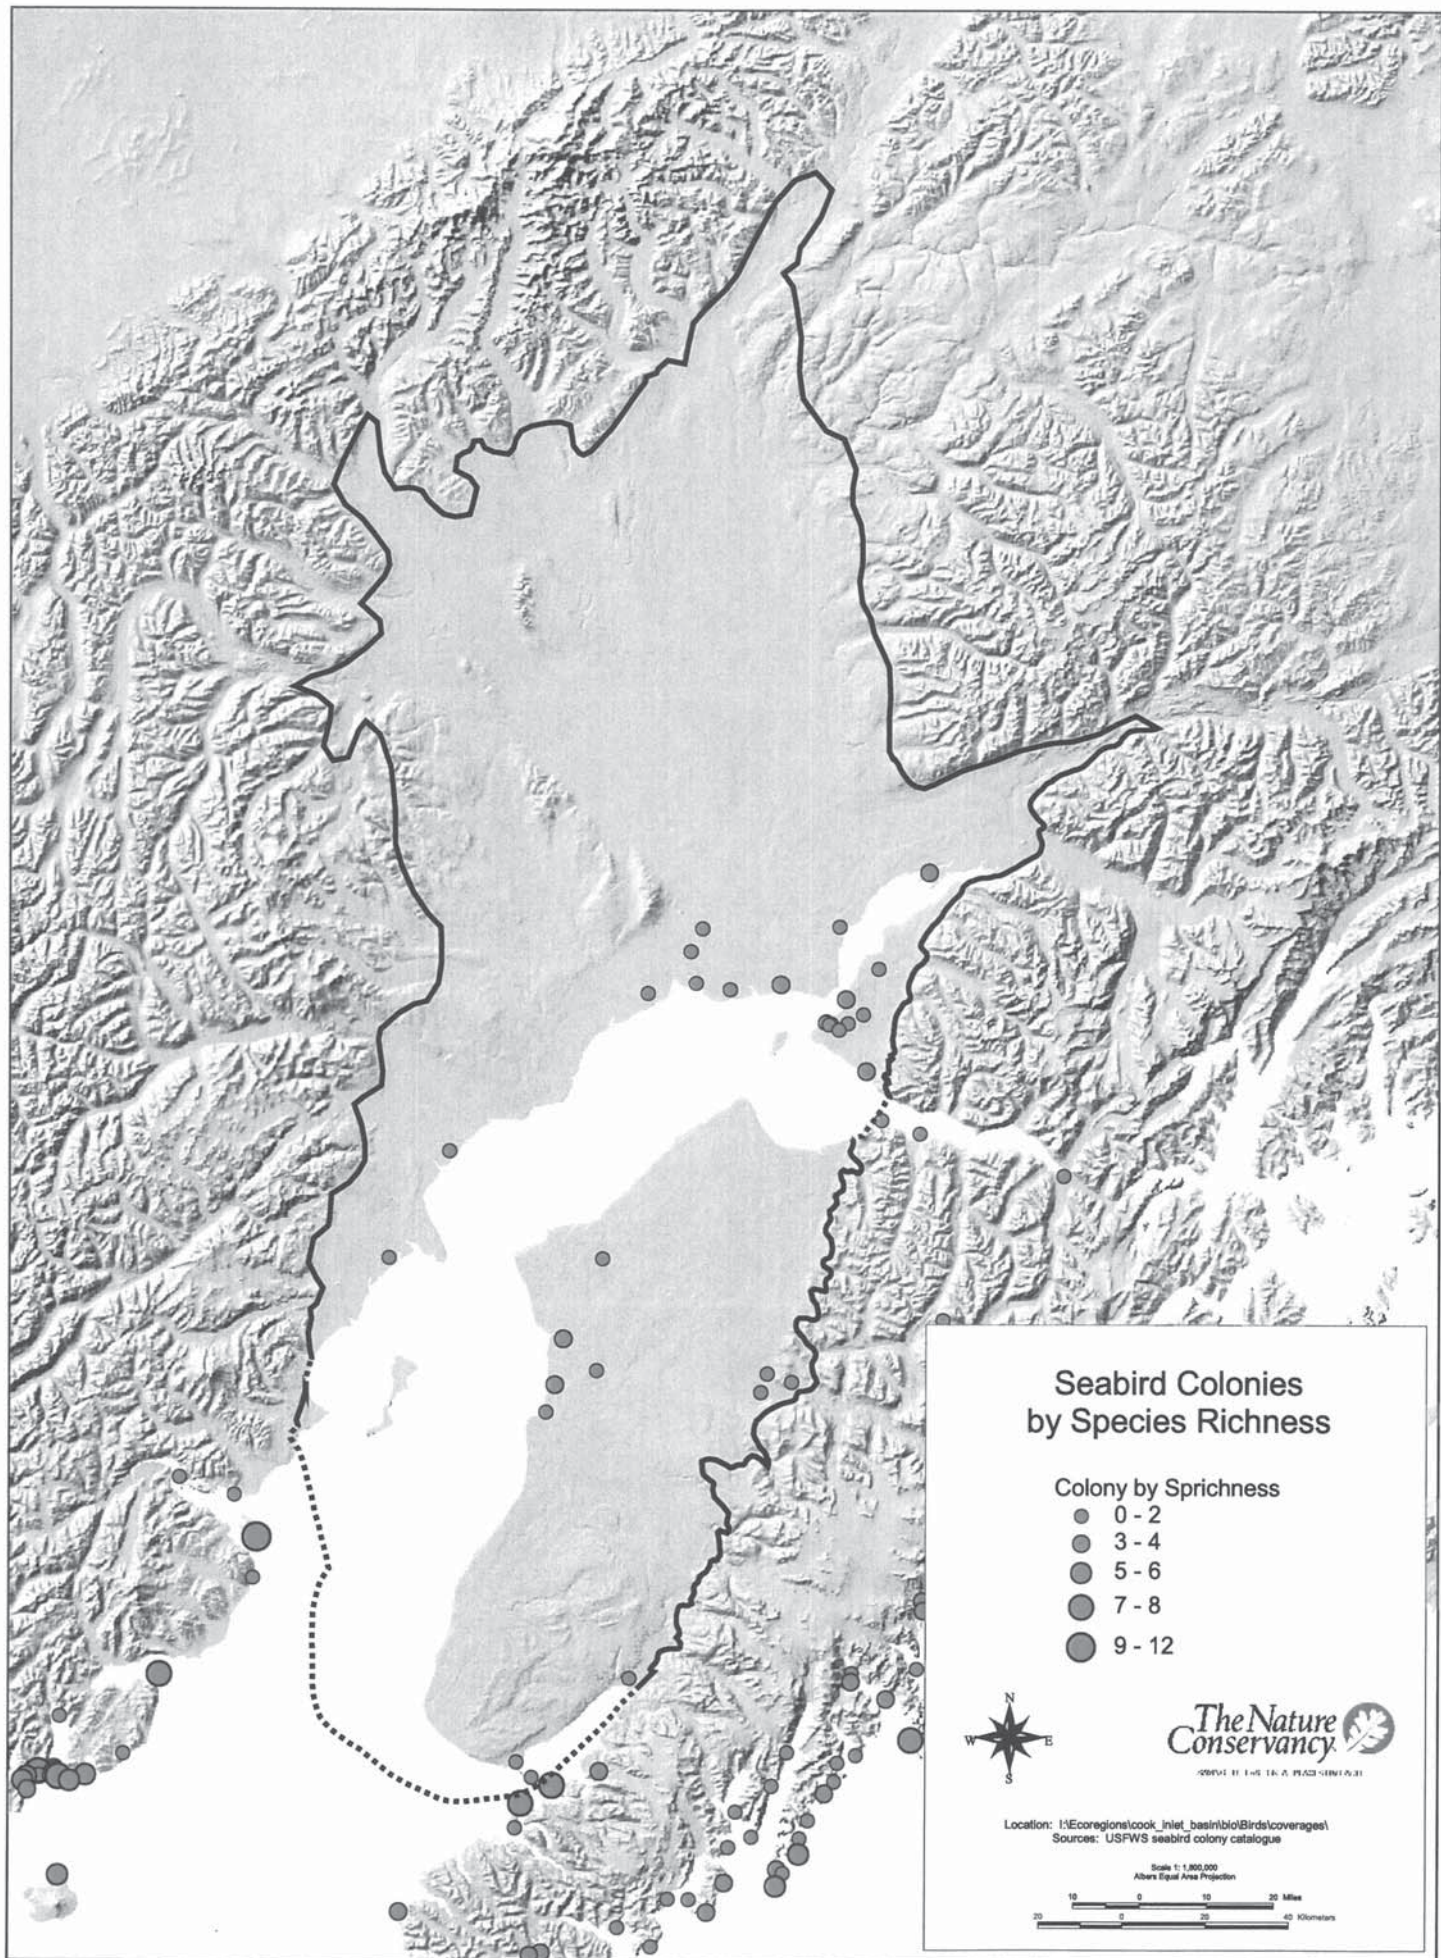 Seabird Colonies
by Species Richness
Colony by Sprichness
0 - 2
3 - 4
5 - 6
7 - 8
9 - 12
N
W E
S
The Nature
Conservancy
Location: I:\Ecoregions\cook_inlet_basin\bio\Birds\coverages\
Sources: USFWS seabird colony catalogue
Scale 1: 1,800,000
Albers Equal Area Projection
10 0 10 20 Miles
20 0 20 40 Kilometers